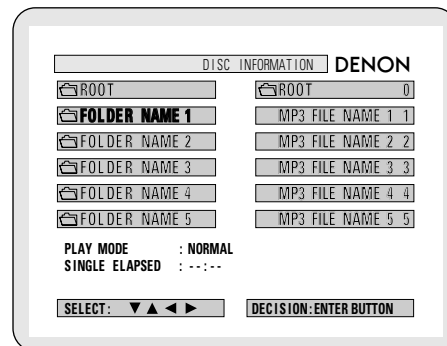 DISC INFORMATION DENON
ROOT ROOT 0
FOLDER NAME 1 MP3 FILE NAME 1 1
FOLDER NAME 2 MP3 FILE NAME 2 2
FOLDER NAME 3 MP3 FILE NAME 3 3
FOLDER NAME 4 MP3 FILE NAME 4 4
FOLDER NAME 5 MP3 FILE NAME 5 5
PLAY MODE : NORMAL
SINGLE ELAPSED : --:--
SELECT: ▼ ▲ ◀ ▶ DECISION:ENTER BUTTON